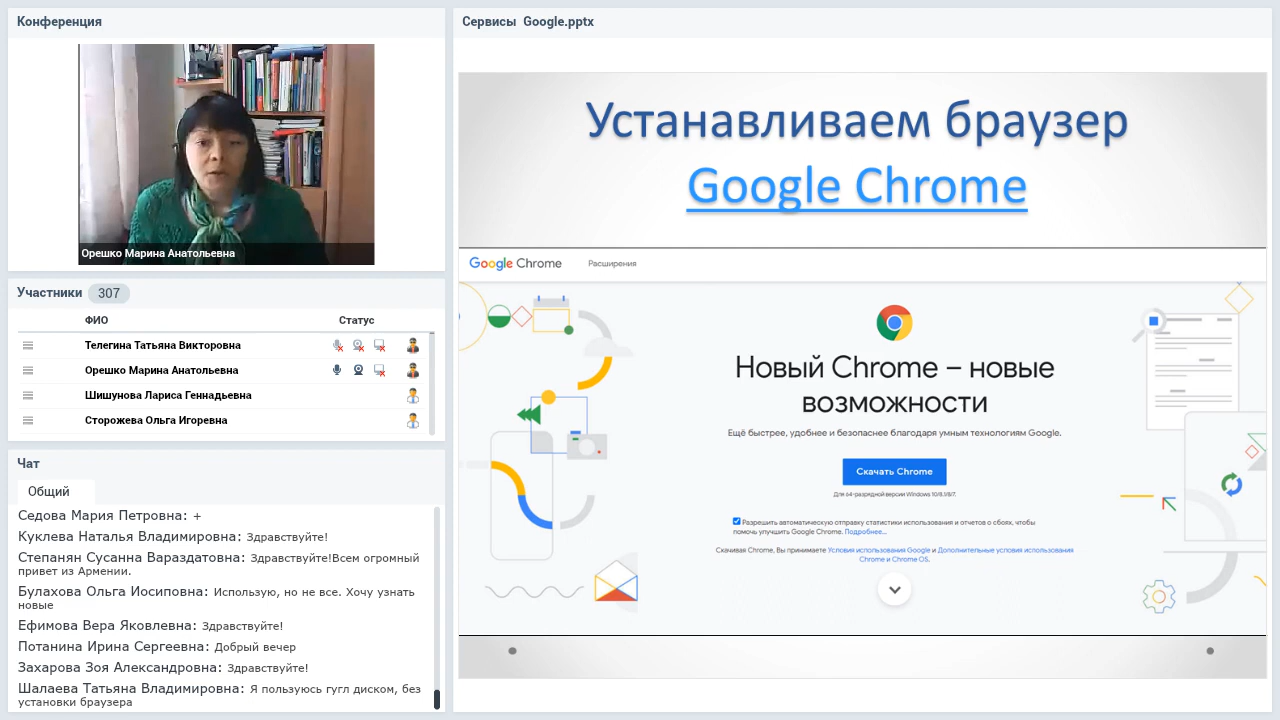 Конференция
Орешко Марина Анатольевна
Участники 307
ФИО Статус
Телегина Татьяна Викторовна
Орешко Марина Анатольевна
Шишунова Лариса Геннадьевна
Сторожева Ольга Игоревна
Чат
Общий
Седова Мария Петровна: +
Куляева Наталья Владимировна: Здравствуйте!
Степанян Сусанна Вараздатовна: Здравствуйте!Всем огромный
привет из Армении.
Булахова Ольга Иосиповна: Использую, но не все. Хочу узнать
новые
Ефимова Вера Яковлевна: Здравствуйте!
Потанина Ирина Сергеевна: Добрый вечер
Захарова Зоя Александровна: Здравствуйте!
Шалаева Татьяна Владимировна: Я пользуюсь гугл диском, без
установки браузера
Сервисы Google.pptx
Устанавливаем браузер
Google Chrome
Google Chrome Расширения
Новый Chrome – новые
возможности
Ещё быстрее, удобнее и безопаснее благодаря умным технологиям Google.
Скачать Chrome
Для 64-разрядной версии Windows 10/8.1/8/7.
Разрешить автоматическую отправку статистики использования и отчетов о сбоях, чтобы
помочь улучшить Google Chrome. Подробнее...
Скачивая Chrome, Вы принимаете Условия использования Google и Дополнительные условия использования
Chrome и Chrome OS.